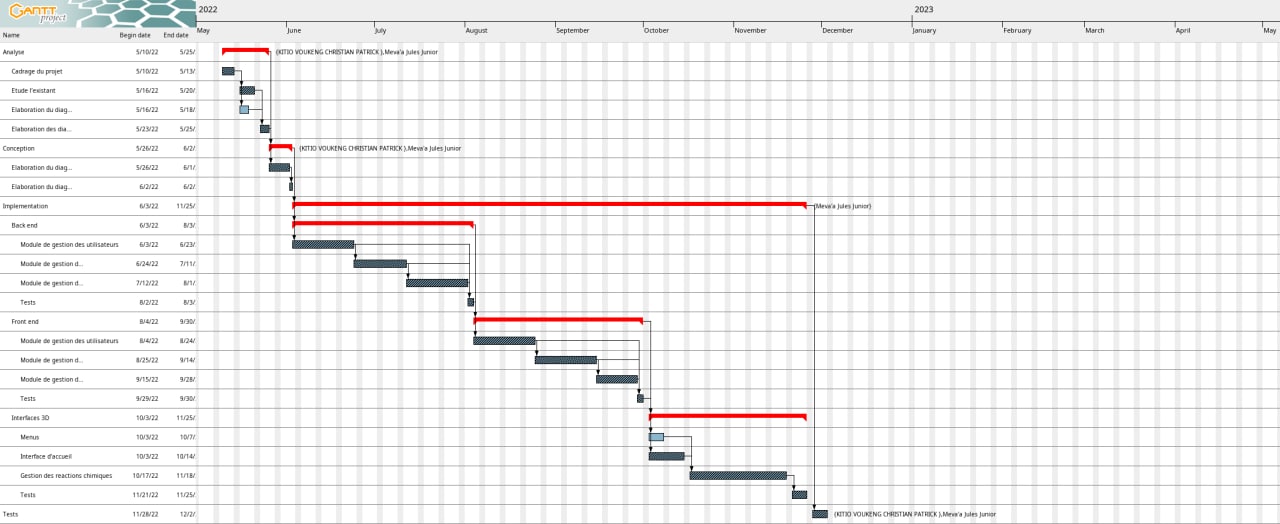 GANTT project
2022 2023
Name Begin date End date May June July August September October November December January February March April May
Analyse 5/10/22 5/25/ {KITIO VOUKENG CHRISTIAN PATRICK },Meva'a Jules Junior
Cadrage du projet 5/10/22 5/13/
Etude l'existant 5/16/22 5/20/
Elaboration du diag... 5/16/22 5/18/
Elaboration des dia... 5/23/22 5/25/
Conception 5/26/22 6/2/ {KITIO VOUKENG CHRISTIAN PATRICK },Meva'a Jules Junior
Elaboration du diag... 5/26/22 6/1/
Elaboration du diag... 6/2/22 6/2/
Implementation 6/3/22 11/25/ {Meva'a Jules Junior}
Back end 6/3/22 8/3/
Module de gestion des utilisateurs 6/3/22 6/23/
Module de gestion d... 6/24/22 7/11/
Module de gestion d... 7/12/22 8/1/
Tests 8/2/22 8/3/
Front end 8/4/22 9/30/
Module de gestion des utilisateurs 8/4/22 8/24/
Module de gestion d... 8/25/22 9/14/
Module de gestion d... 9/15/22 9/28/
Tests 9/29/22 9/30/
Interfaces 3D 10/3/22 11/25/
Menus 10/3/22 10/7/
Interface d'accueil 10/3/22 10/14/
Gestion des reactions chimiques 10/17/22 11/18/
Tests 11/21/22 11/25/
Tests 11/28/22 12/2/ {KITIO VOUKENG CHRISTIAN PATRICK },Meva'a Jules Junior